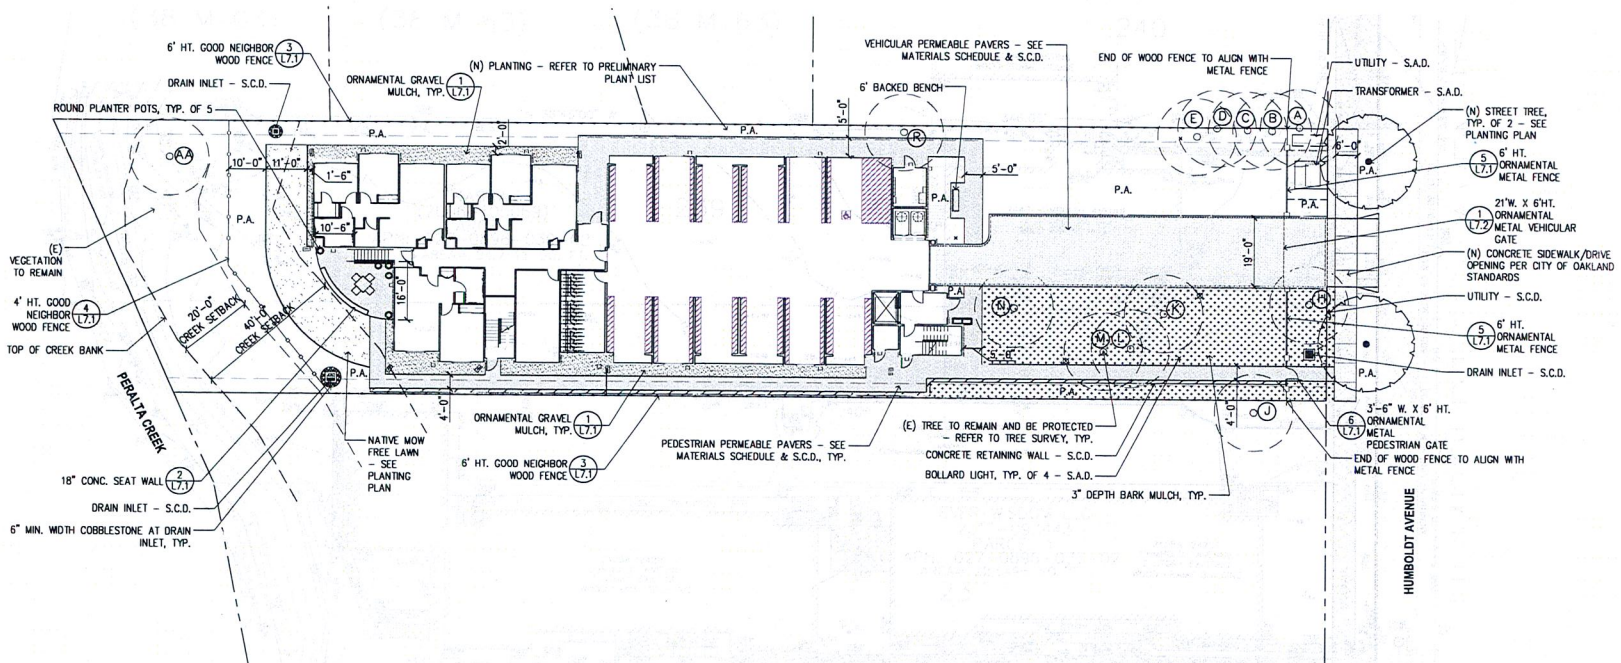 6' HT. GOOD NEIGHBOR
WOOD FENCE
3
L7.1
DRAIN INLET - S.C.D.
ROUND PLANTER POTS, TYP. OF 5
ORNAMENTAL GRAVEL
MULCH, TYP.
1
L7.1
(N) PLANTING - REFER TO PRELIMINARY
PLANT LIST
VEHICULAR PERMEABLE PAVERS - SEE
MATERIALS SCHEDULE & S.C.D.
6' BACKED BENCH
END OF WOOD FENCE TO ALIGN WITH
METAL FENCE
UTILITY - S.A.D.
TRANSFORMER - S.A.D.
(N) STREET TREE,
TYP. OF 2 - SEE
PLANTING PLAN
5
L7.1
6' HT.
ORNAMENTAL
METAL FENCE
1
L7.2
21'W. X 6'HT.
ORNAMENTAL
METAL VEHICULAR
GATE
(N) CONCRETE SIDEWALK/DRIVE
OPENING PER CITY OF OAKLAND
STANDARDS
UTILITY - S.C.D.
5
L7.1
6' HT.
ORNAMENTAL
METAL FENCE
DRAIN INLET - S.C.D.
6
L7.1
3'-6" W. X 6' HT.
ORNAMENTAL
METAL
PEDESTRIAN GATE
END OF WOOD FENCE TO ALIGN WITH
METAL FENCE
HUMBOLDT AVENUE
P.A.
P.A.
5'-0"
2'-0"
R
E
D
C
B
A
6'-0"
P.A.
AA
10'-0"
11'-0"
1'-6"
10'-6"
16'-0"
P.A.
P.A.
5'-0"
P.A.
P.A.
19'-0"
P.A.
N
K
H
M
L
5'-0"
P.A.
P.A.
4'-0"
4'-0"
J
P.A.
(E)
VEGETATION
TO REMAIN
4' HT. GOOD
NEIGHBOR
WOOD FENCE
4
L7.1
TOP OF CREEK BANK
20'-0"
CREEK SETBACK
40'-0"
CREEK SETBACK
PERALTA CREEK
18" CONC. SEAT WALL
2
L7.1
DRAIN INLET - S.C.D.
6" MIN. WIDTH COBBLESTONE AT DRAIN
INLET, TYP.
NATIVE MOW
FREE LAWN
- SEE
PLANTING
PLAN
ORNAMENTAL GRAVEL
MULCH, TYP.
1
L7.1
6' HT. GOOD NEIGHBOR
WOOD FENCE
3
L7.1
PEDESTRIAN PERMEABLE PAVERS - SEE
MATERIALS SCHEDULE & S.C.D., TYP.
(E) TREE TO REMAIN AND BE PROTECTED
- REFER TO TREE SURVEY, TYP.
CONCRETE RETAINING WALL - S.C.D.
BOLLARD LIGHT, TYP. OF 4 - S.A.D.
3" DEPTH BARK MULCH, TYP.